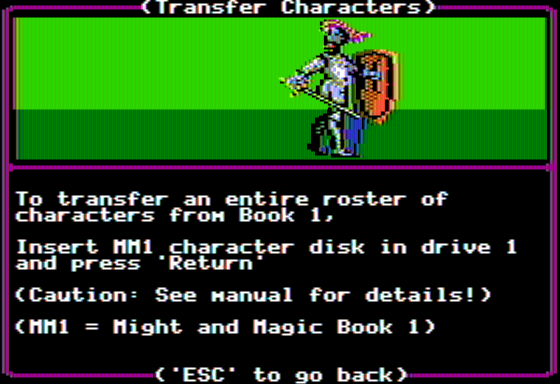 (Transfer Characters)
To transfer an entire roster of
characters from Book 1,
Insert MM1 character disk in drive 1
and press 'Return'
(Caution: See manual for details!)
(MM1 = Might and Magic Book 1)
('ESC' to go back)